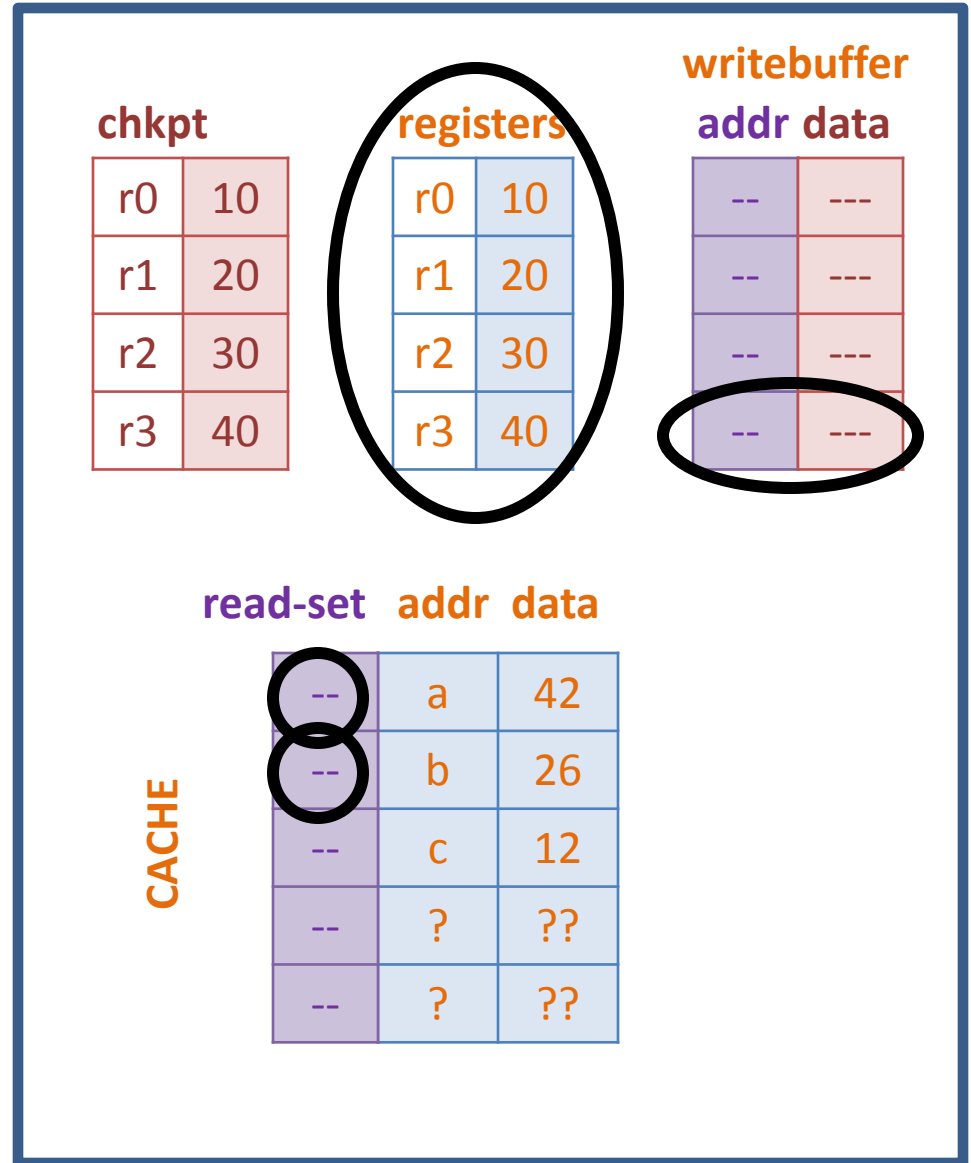 writebuffer
chkpt registers addr data
r0 10 r0 10 -- ---
r1 20 r1 20 -- ---
r2 30 r2 30 -- ---
r3 40 r3 40 -- ---
read-set addr data
-- a 42
-- b 26
-- c 12
-- ? ??
-- ? ??
CACHE